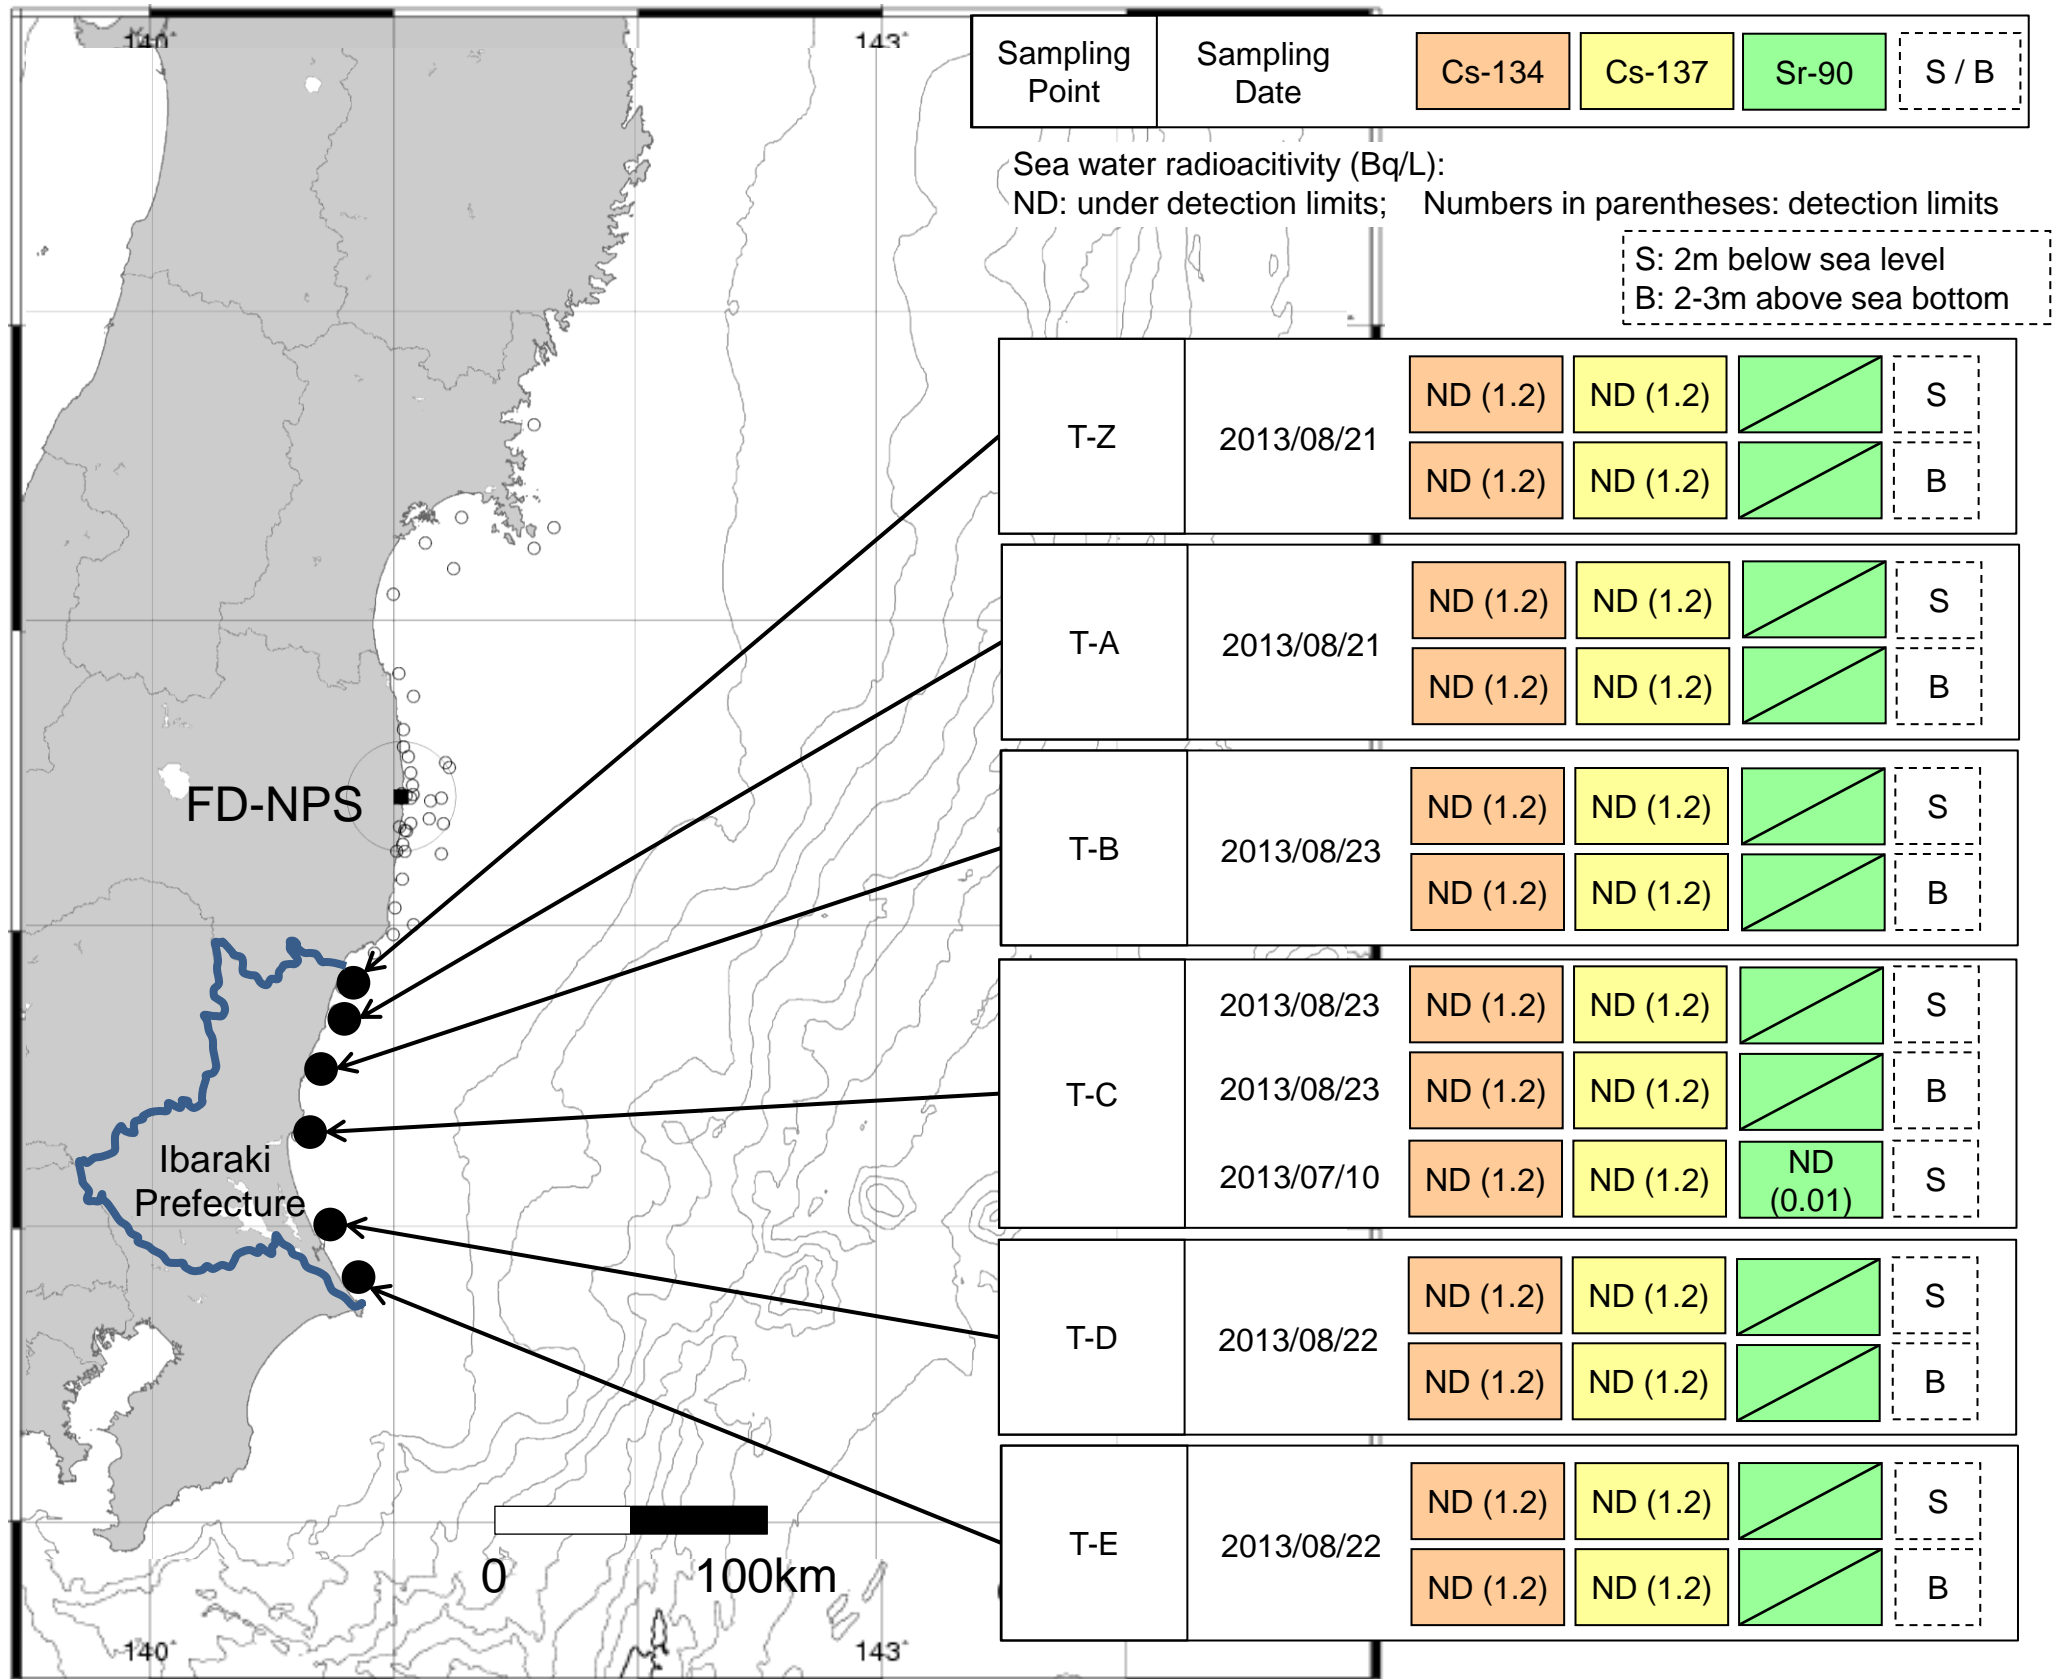 140°
143°
Sampling
Point
Sampling
Date
Cs-134
Cs-137
Sr-90
S / B
Sea water radioacitivity (Bq/L):
ND: under detection limits; Numbers in parentheses: detection limits
S: 2m below sea level
B: 2-3m above sea bottom
T-Z
2013/08/21
ND (1.2) ND (1.2) S
ND (1.2) ND (1.2) B
T-A
2013/08/21
ND (1.2) ND (1.2) S
ND (1.2) ND (1.2) B
FD-NPS
T-B
2013/08/23
ND (1.2) ND (1.2) S
ND (1.2) ND (1.2) B
T-C
2013/08/23 ND (1.2) ND (1.2) S
2013/08/23 ND (1.2) ND (1.2) B
2013/07/10 ND (1.2) ND (1.2) ND
(0.01) S
Ibaraki
Prefecture
T-D
2013/08/22
ND (1.2) ND (1.2) S
ND (1.2) ND (1.2) B
T-E
2013/08/22
ND (1.2) ND (1.2) S
ND (1.2) ND (1.2) B
0 100km
140°
143°